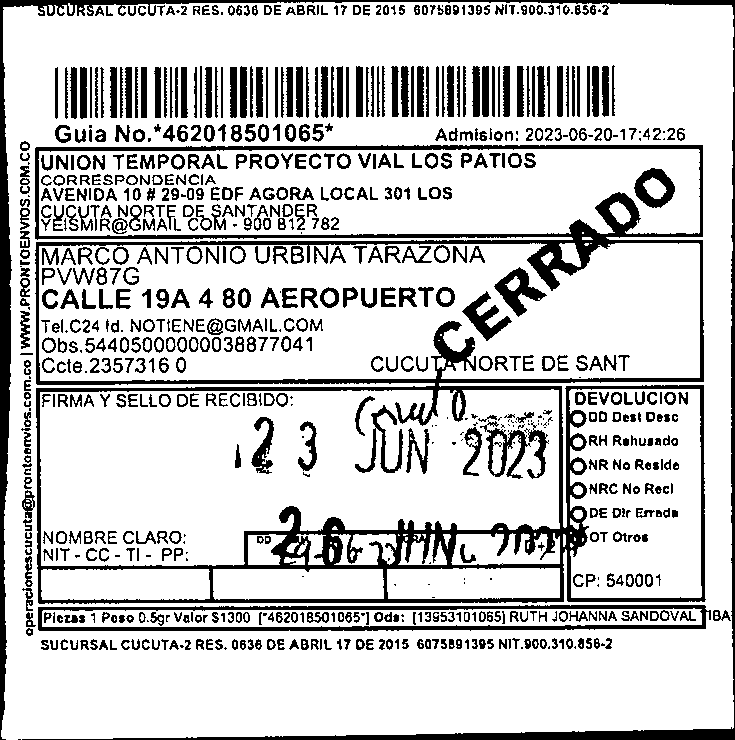 SUCURSAL CUCUTA-2 RES. 0636 DE ABRIL 17 DE 2015 6075891395 NIT.900.310.856-2
Guia No.*462018501065* Admision: 2023-06-20-17:42:26
UNION TEMPORAL PROYECTO VIAL LOS PATIOS
CORRESPONDENCIA
AVENIDA 10 # 29-09 EDF AGORA LOCAL 301 LOS
CUCUTA NORTE DE SANTANDER
YEISMIR@GMAIL COM - 900 812 782
MARCO ANTONIO URBINA TARAZONA
PVW87G
CALLE 19A 4 80 AEROPUERTO
Tel.C24 Id. NOTIENE@GMAIL.COM
Obs.54405000000038877041
Ccte.2357316 0 CUCUTA NORTE DE SANT
CERRADO
FIRMA Y SELLO DE RECIBIDO:
23 JUN 2023
NOMBRE CLARO:
NIT - CC - TI - PP:
26 JUN
DEVOLUCION
DD Dest Desc
RH Rehusado
NR No Reside
NRC No Recl
DE Dir Errada
OT Otros
CP: 540001
Piezas 1 Peso 0.5gr Valor $1300 [*462018501065*] Ods: [13953101065] RUTH JOHANNA SANDOVAL TIBA
SUCURSAL CUCUTA-2 RES. 0636 DE ABRIL 17 DE 2015 6075891395 NIT.900.310.856-2
operacionescucuta@prontoenvios.com.co | WWW.PRONTOENVIOS.COM.CO